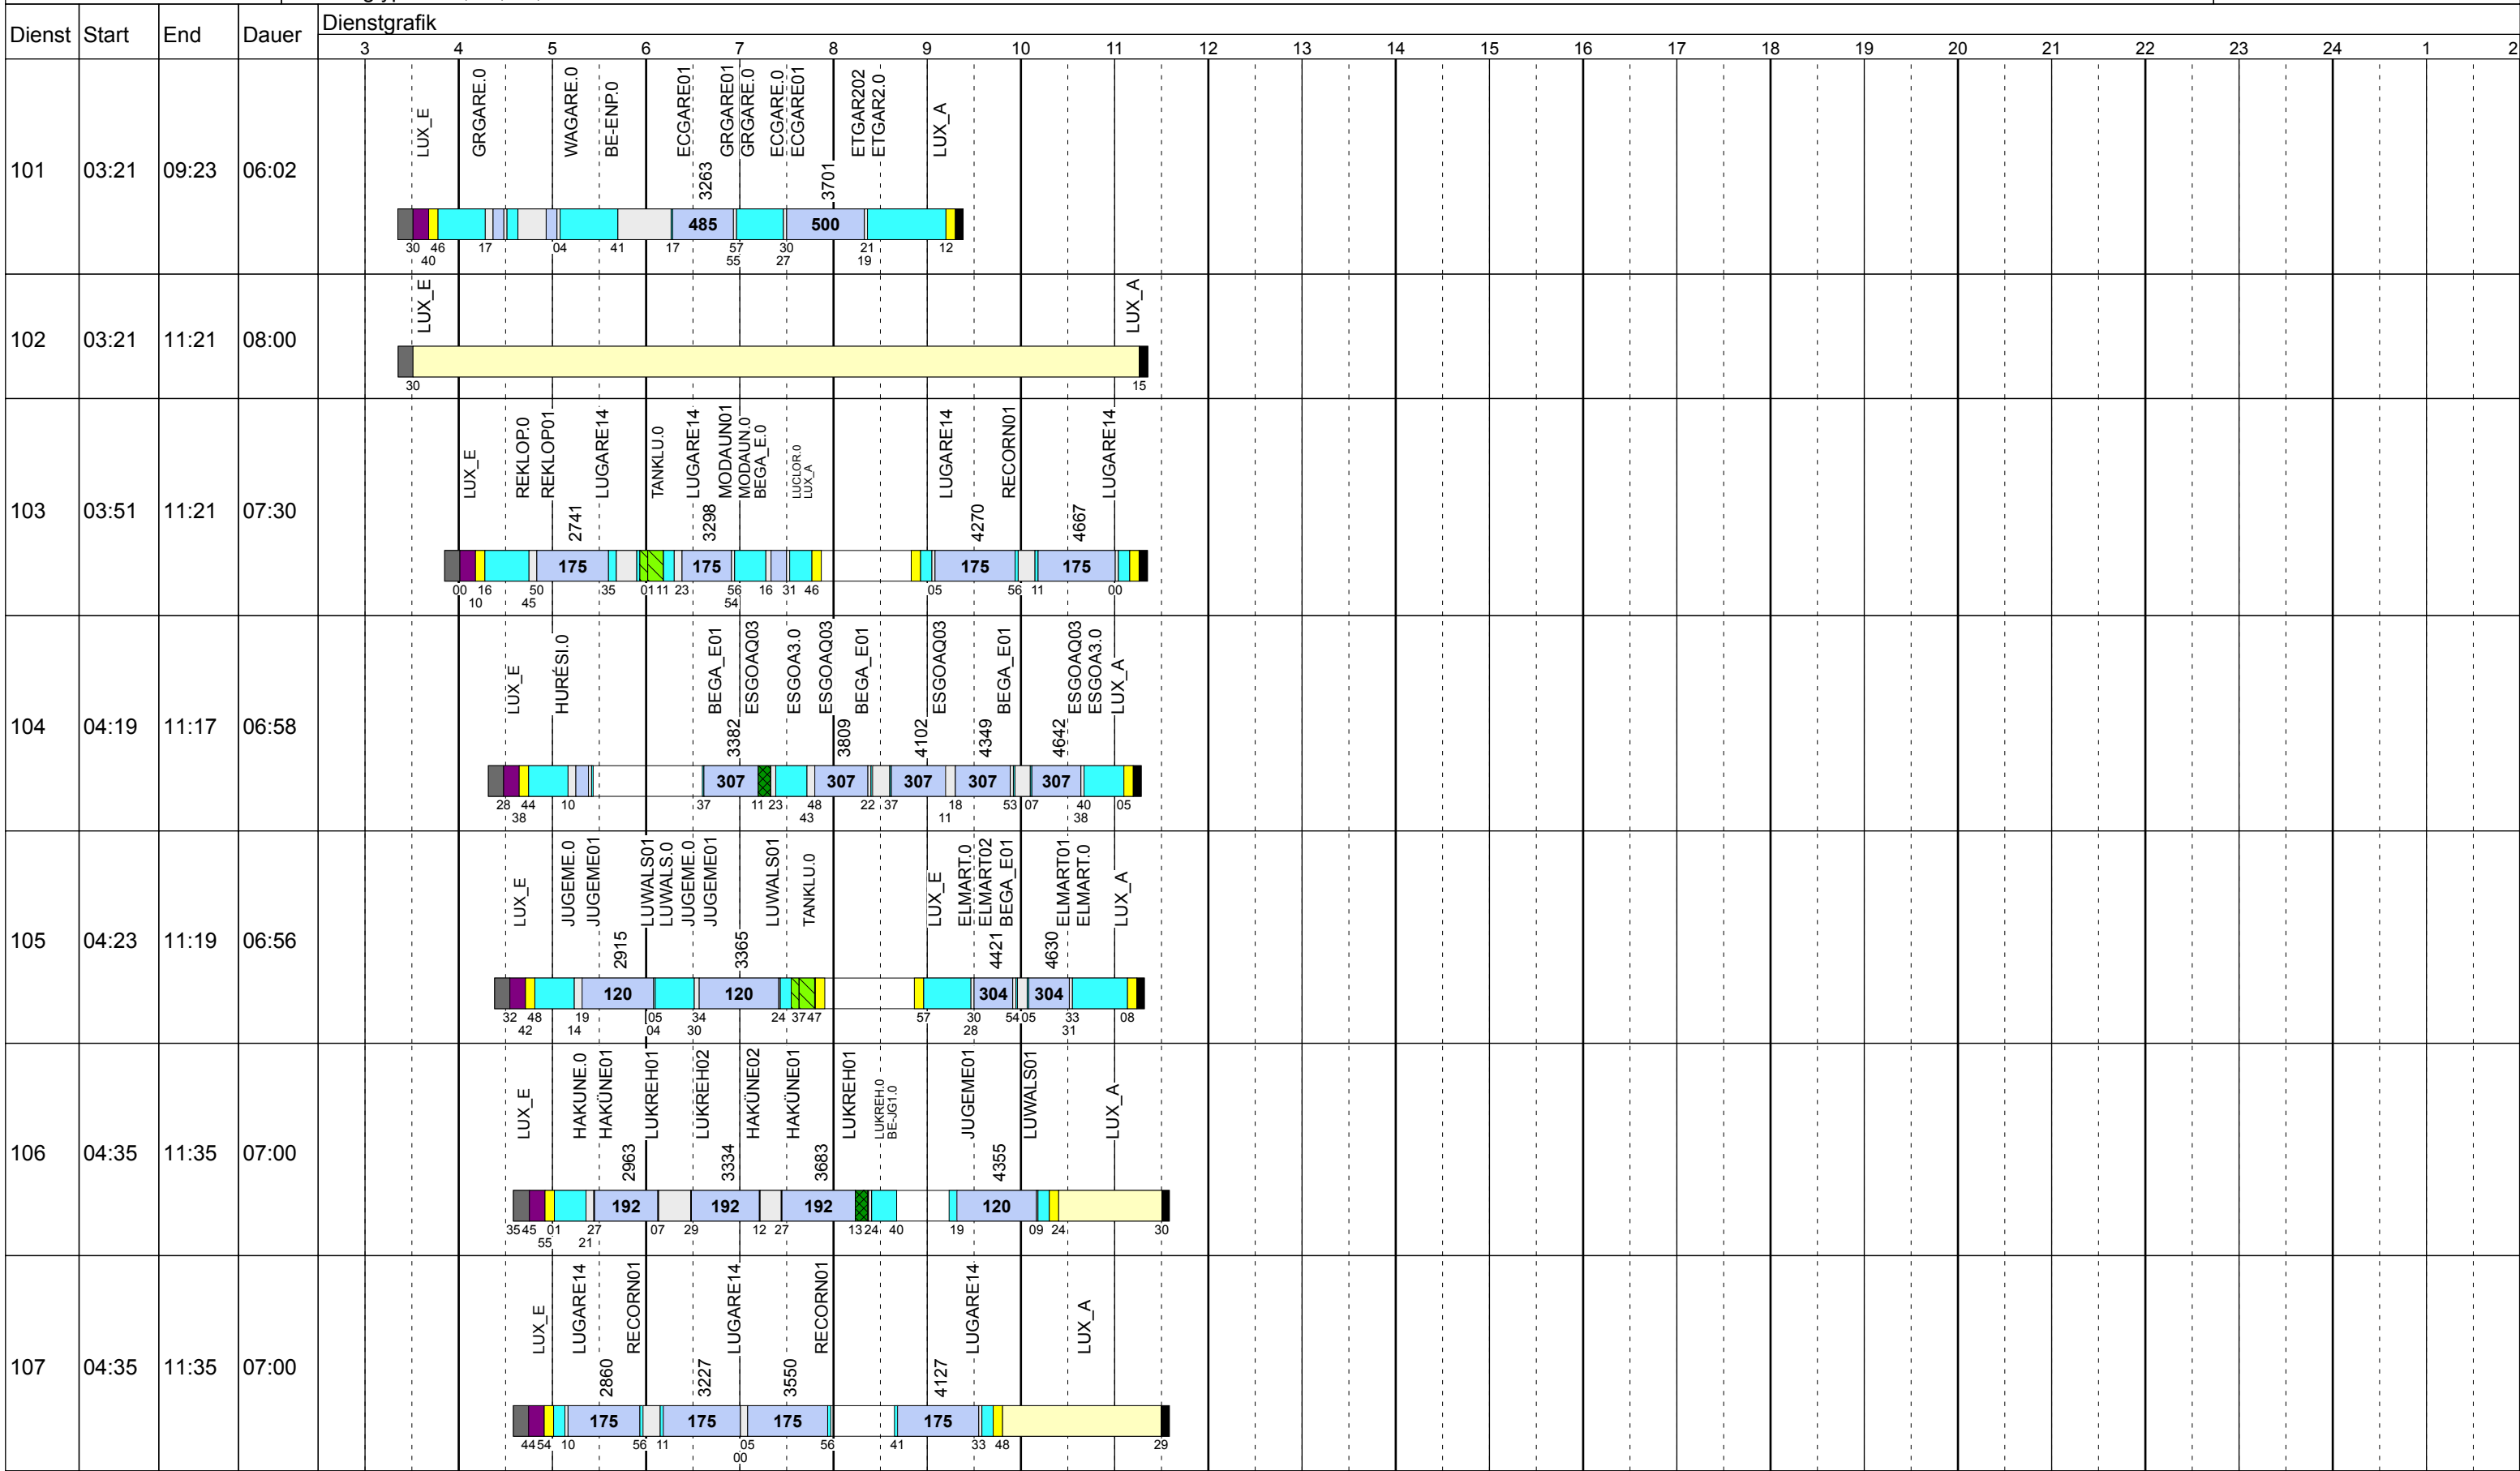 Dienst Start End Dauer Dienstgrafik
3 4 5 6 7 8 9 10 11 12 13 14 15 16 17 18 19 20 21 22 23 24 1 2
101 03:21 09:23 06:02
LUX_E GRGARE.0 WAGARE.0 BE-ENP.0 ECGARE01 GRGARE01 GRGARE.0 ECGARE.0 ECGARE01 ETGAR202 ETGAR2.0 LUX_A
3263 3701
485 500
30 46 17 04 41 17 57 30 21 12
40 55 27 19
102 03:21 11:21 08:00
LUX_E LUX_A
30 15
103 03:51 11:21 07:30
LUX_E REKLOP.0 REKLOP01 LUGARE14 TANKLU.0 LUGARE14 MODAUN01 MODAUN.0 BEGA_E.0 LUCLOR.0 LUX_A LUGARE14 RECORN01 LUGARE14
2741 3298 4270 4667
175 175 175 175
00 16 50 35 01 11 23 56 16 31 46 05 56 11 00
10 45 54
104 04:19 11:17 06:58
LUX_E HURÉSI.0 BEGA_E01 ESGOAQ03 ESGOA3.0 ESGOAQ03 BEGA_E01 ESGOAQ03 BEGA_E01 ESGOAQ03 ESGOA3.0 LUX_A
3382 3809 4102 4349 4642
307 307 307 307 307
28 44 10 37 11 23 48 22 37 18 53 07 40 05
38 43 11 38
105 04:23 11:19 06:56
LUX_E JUGEME.0 JUGEME01 LUWALS01 LUWALS.0 JUGEME.0 JUGEME01 LUWALS01 TANKLU.0 LUX_E ELMART.0 ELMART02 BEGA_E01 ELMART01 ELMART.0 LUX_A
2915 3365 4421 4630
120 120 304 304
32 48 19 05 34 24 37 47 57 30 54 05 33 08
42 14 04 30 28 31
106 04:35 11:35 07:00
LUX_E HAKÜNE.0 HAKÜNE01 LUKREH01 LUKREH02 HAKÜNE02 HAKÜNE01 LUKREH01 LUKREH.0 BE-JG1.0 JUGEME01 LUWALS01 LUX_A
2963 3334 3683 4355
192 192 192 120
35 45 01 27 07 29 12 27 13 24 40 19 09 24 30
55 21
107 04:35 11:35 07:00
LUX_E LUGARE14 RECORN01 LUGARE14 RECORN01 LUGARE14 LUX_A
2860 3227 3550 4127
175 175 175 175
44 54 10 56 11 05 56 41 33 48 29
00